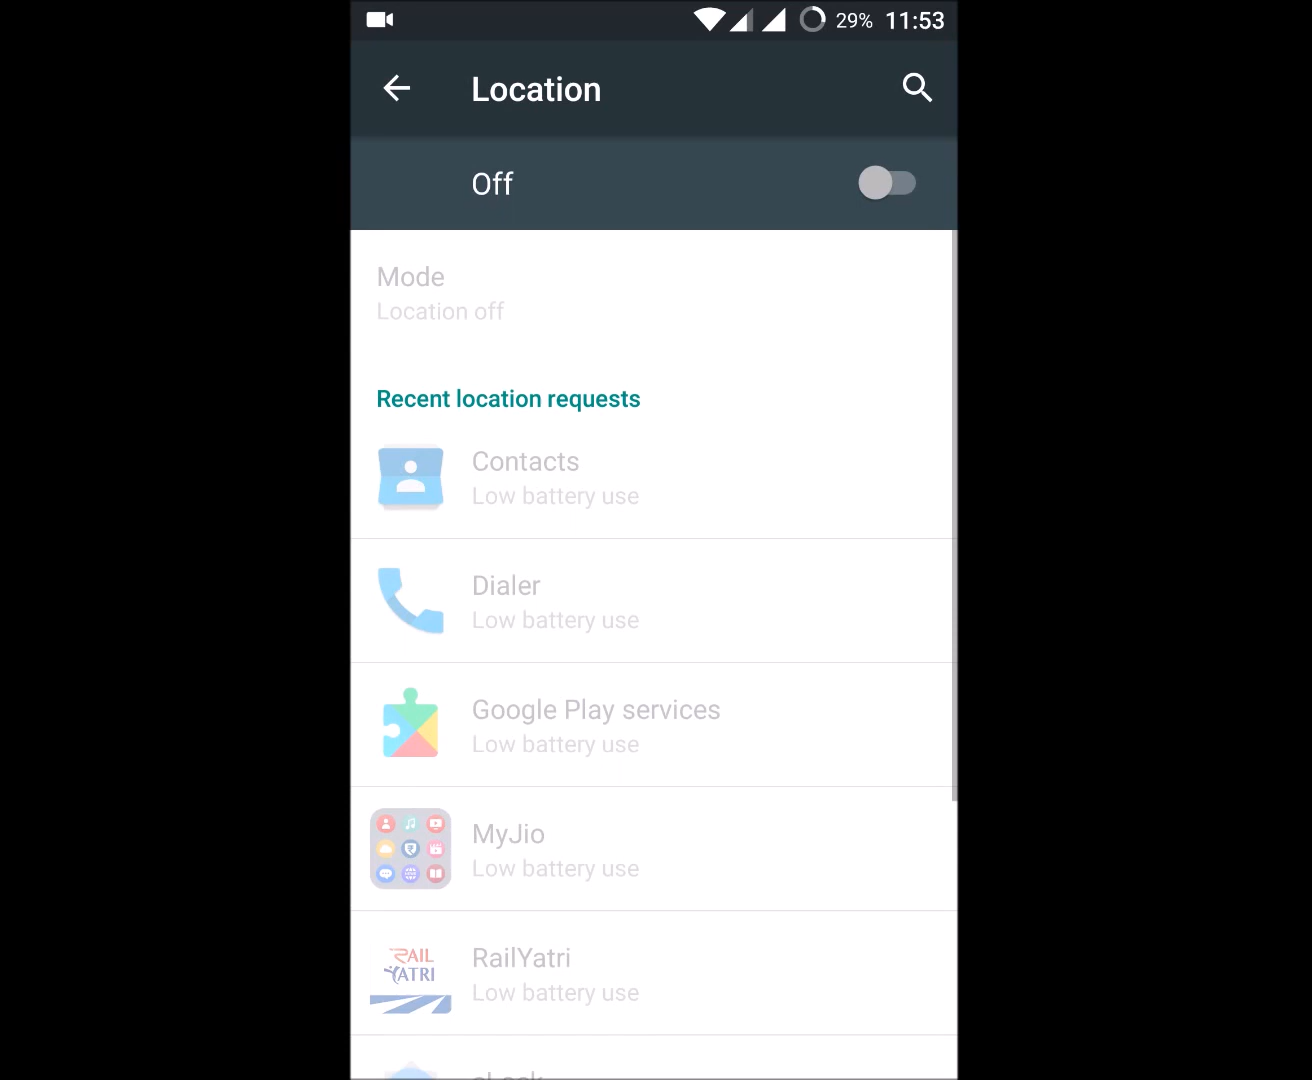 29% 11:53
Location
Off
Mode
Location off
Recent location requests
Contacts
Low battery use
Dialer
Low battery use
Google Play services
Low battery use
MyJio
Low battery use
RAIL
YATRI
RailYatri
Low battery use